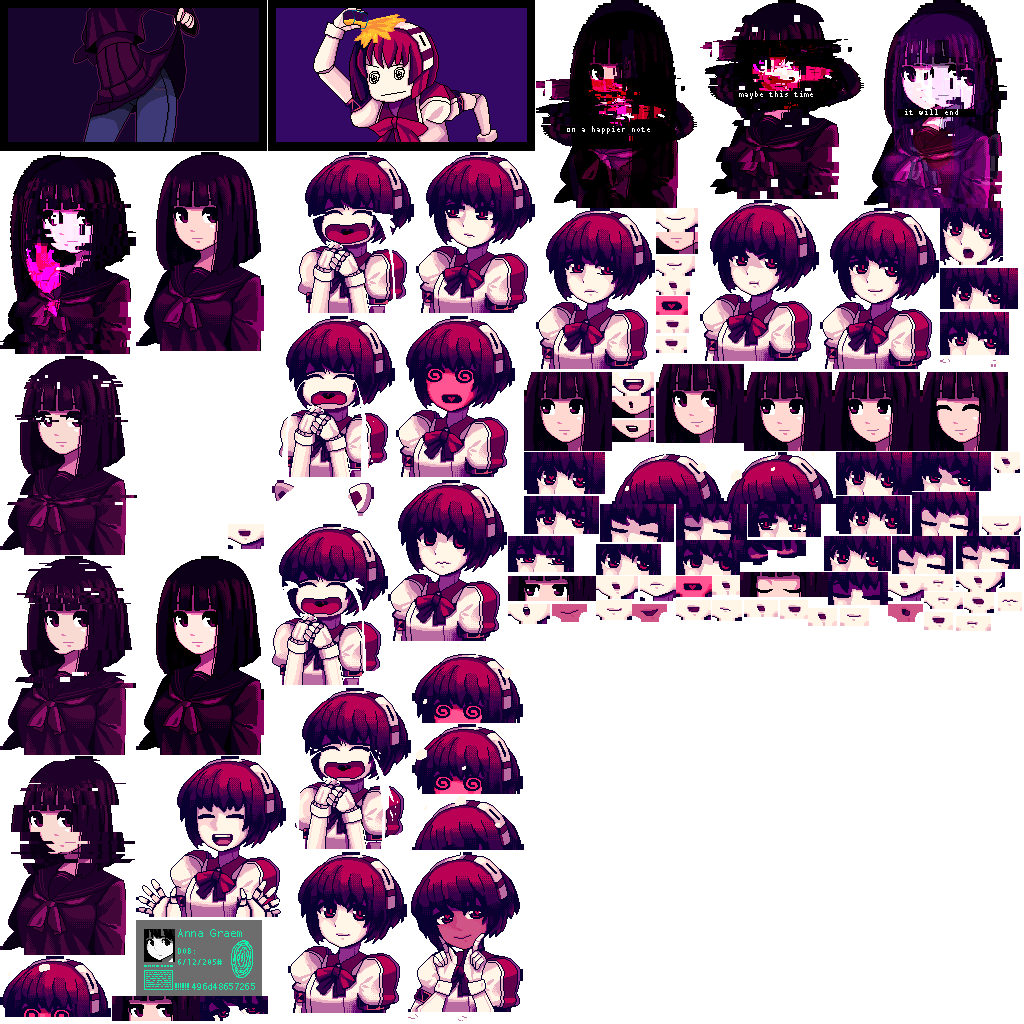 on a happier note
maybe this time
it will end
Anna Graem
DOB:
6/12/205#
496d48657265